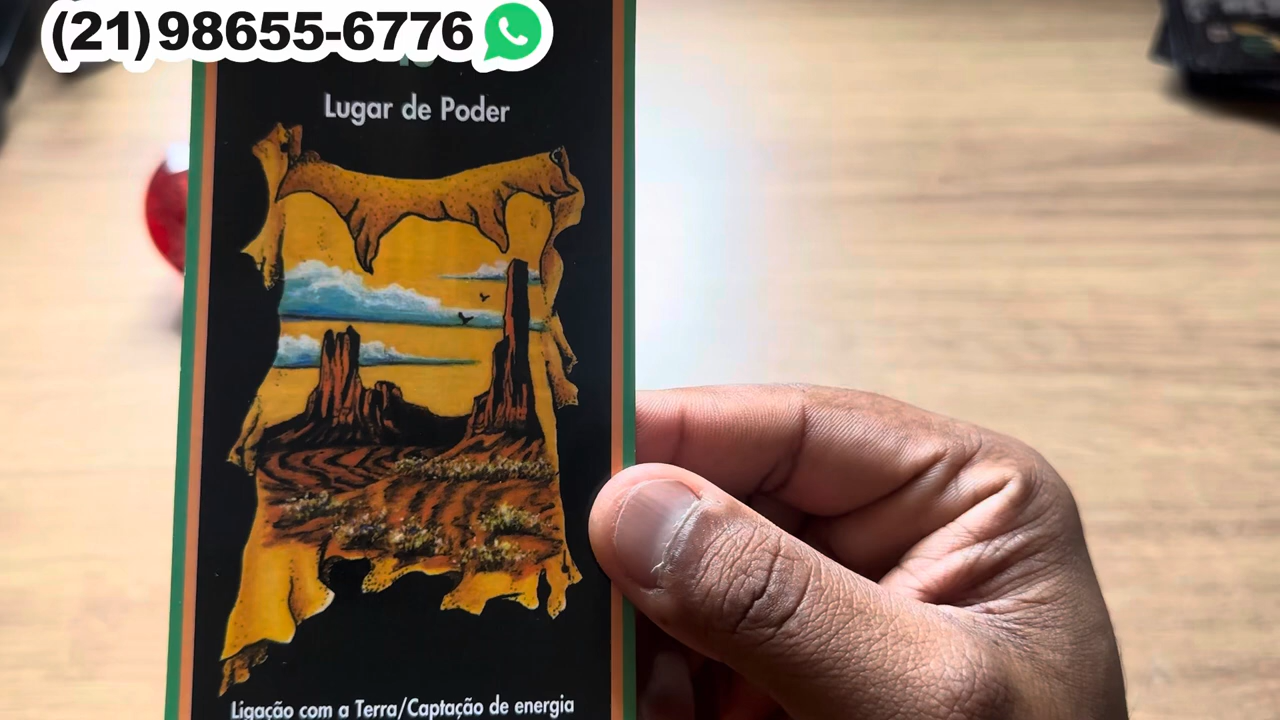 (21) 98655-6776
Lugar de Poder
Ligação com a Terra/Captação de energia